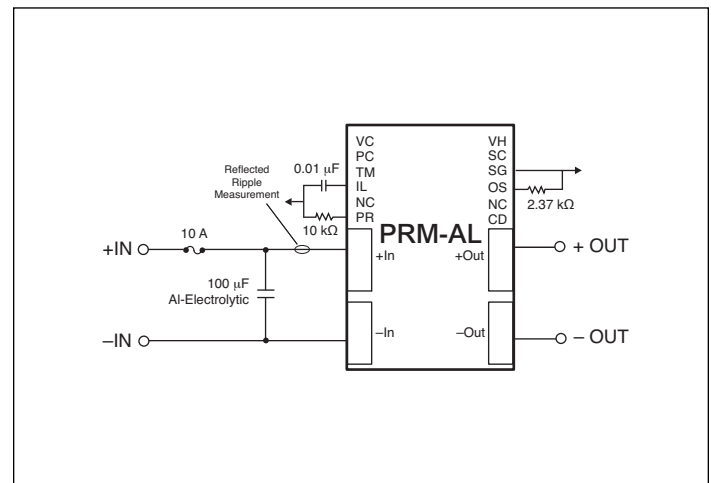 VC
PC
TM
IL
NC
PR
VH
SC
SG
OS
NC
CD
Reflected
Ripple
Measurement
0.01 µF
10 kΩ
2.37 kΩ
PRM-AL
+IN
10 A
+In
+Out
+ OUT
100 µF
Al-Electrolytic
–IN
–In
–Out
– OUT